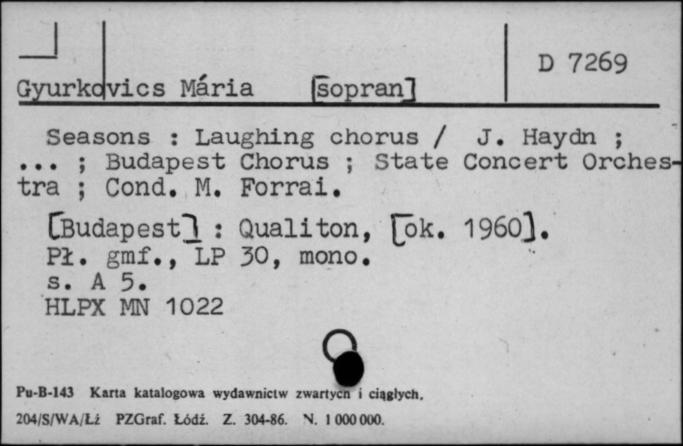 D 7269
Gyurkovics Mária [sopran]
Seasons : Laughing chorus / J. Haydn ;
... ; Budapest Chorus ; State Concert Orches-
tra ; Cond. M. Forrai.
[Budapest] : Qualiton, [ok. 1960].
Pł. gmf., LP 30, mono.
s. A 5.
HLPX MN 1022
Pu-B-143 Karta katalogowa wydawnictw zwartych i ciągłych.
204/S/WA/Łż PZGraf. Łódź. Z. 304-86. N. 1 000 000.